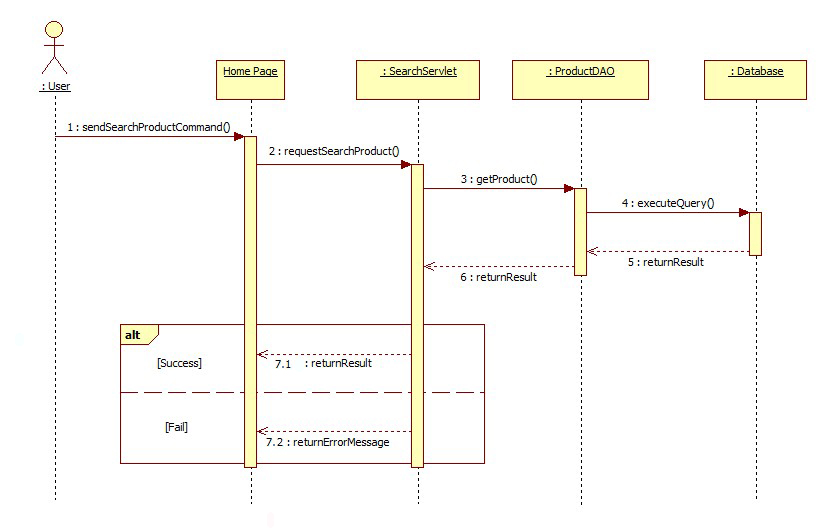 : User
Home Page
: SearchServlet
: ProductDAO
: Database
1 : sendSearchProductCommand()
2 : requestSearchProduct()
3 : getProduct()
4 : executeQuery()
5 : returnResult
6 : returnResult
alt
[Success]
7.1 : returnResult
[Fail]
7.2 : returnErrorMessage